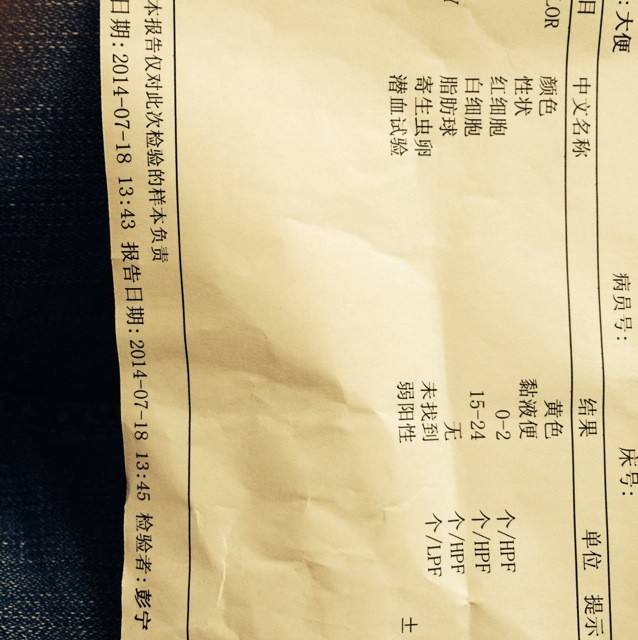 :大便 病员号: 床号:
目 中文名称 结果 单位 提示
LOR 颜色 黄色
性状 黏液便
红细胞 0-2 个/HPF
白细胞 15-24 个/HPF
脂肪球 无 个/HPF
寄生虫卵 未找到 个/LPF
潜血试验 弱阳性 ±
本报告仅对此次检验的样本负责
日期:2014-07-18 13:43 报告日期:2014-07-18 13:45 检验者:彭宁